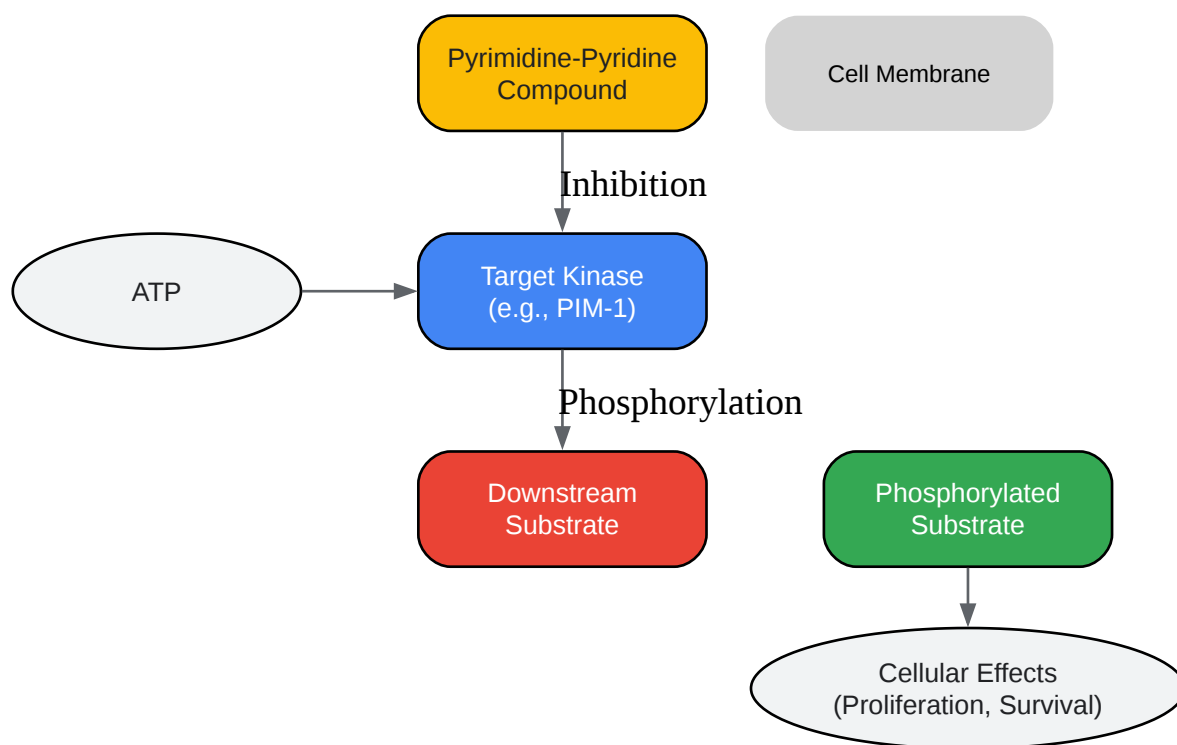 Pyrimidine-Pyridine
Compound
Cell Membrane
Inhibition
ATP
Target Kinase
(e.g., PIM-1)
Phosphorylation
Downstream
Substrate
Phosphorylated
Substrate
Cellular Effects
(Proliferation, Survival)